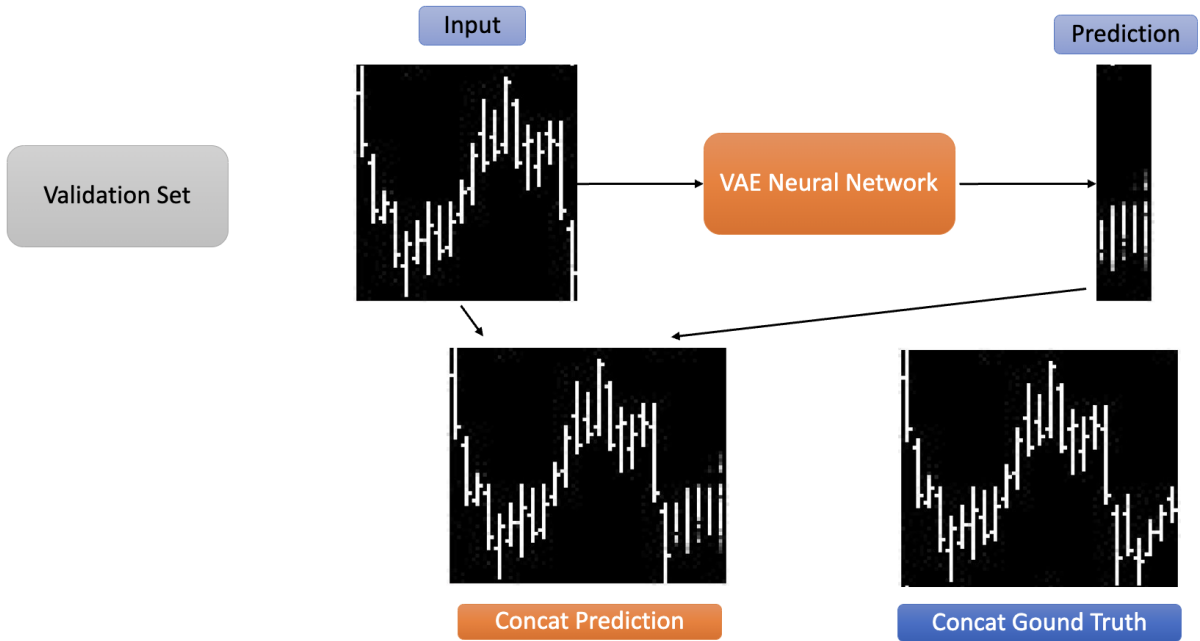 Input
Prediction
Validation Set
VAE Neural Network
Concat Prediction
Concat Gound Truth